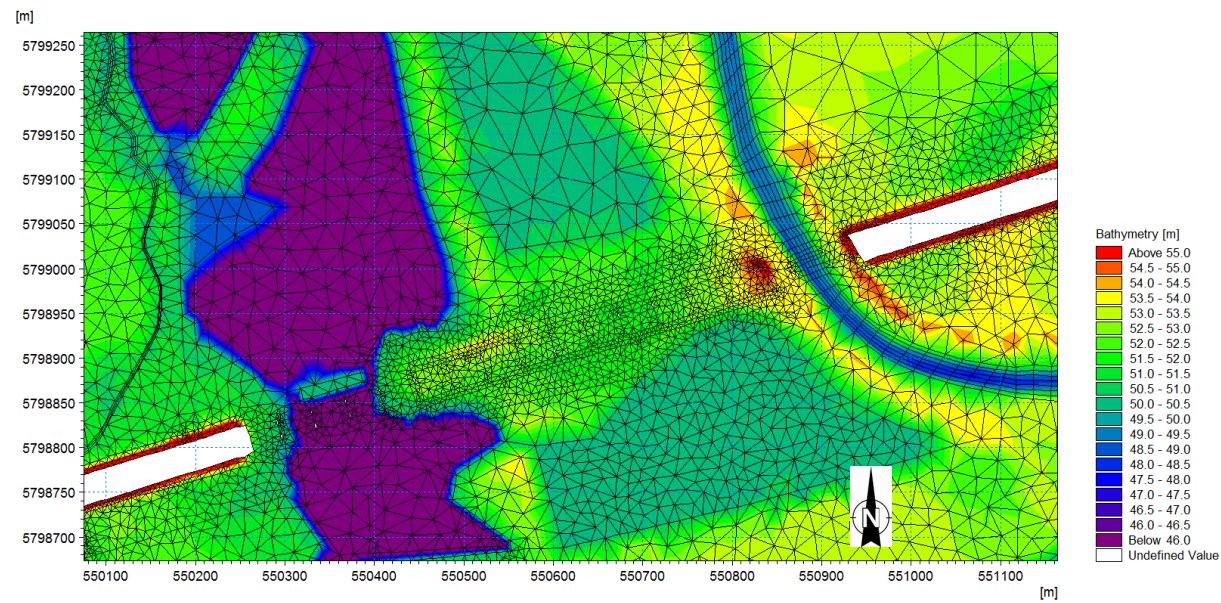 [m]
5799250
5799200
5799150
5799100
5799050
5799000
5798950
5798900
5798850
5798800
5798750
5798700
550100 550200 550300 550400 550500 550600 550700 550800 550900 551000 551100
[m]
N
Bathymetry [m]
Above 55.0
54.5 - 55.0
54.0 - 54.5
53.5 - 54.0
53.0 - 53.5
52.5 - 53.0
52.0 - 52.5
51.5 - 52.0
51.0 - 51.5
50.5 - 51.0
50.0 - 50.5
49.5 - 50.0
49.0 - 49.5
48.5 - 49.0
48.0 - 48.5
47.5 - 48.0
47.0 - 47.5
46.5 - 47.0
46.0 - 46.5
Below 46.0
Undefined Value